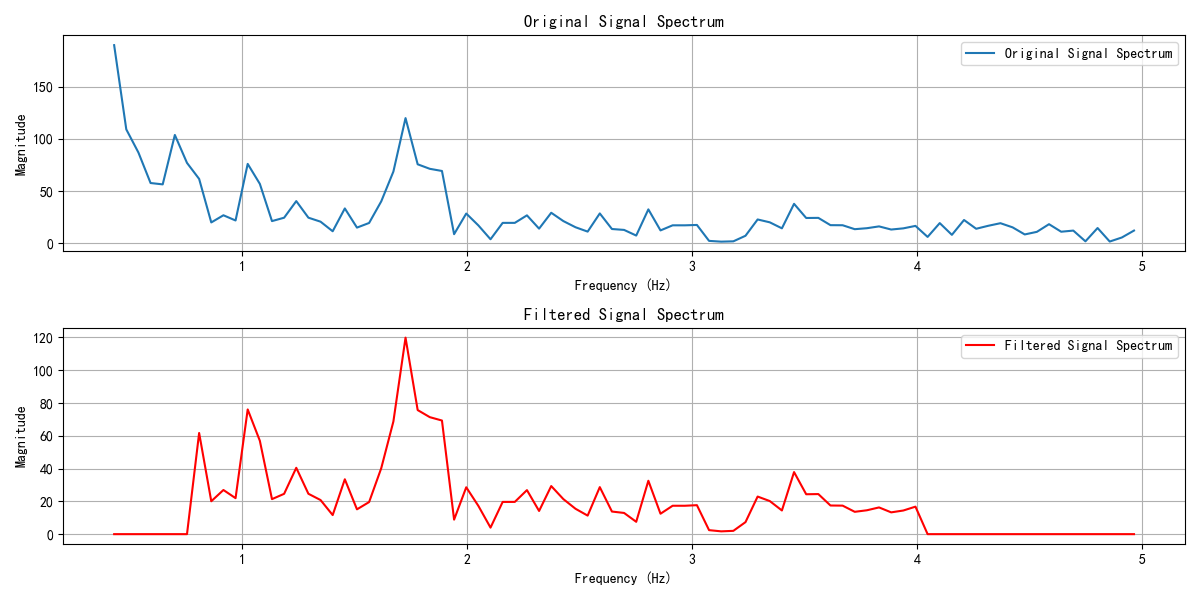 Original Signal Spectrum
Original Signal Spectrum
Magnitude
150
100
50
0
1 2 3 4 5
Frequency (Hz)
Filtered Signal Spectrum
Filtered Signal Spectrum
Magnitude
120
100
80
60
40
20
0
1 2 3 4 5
Frequency (Hz)